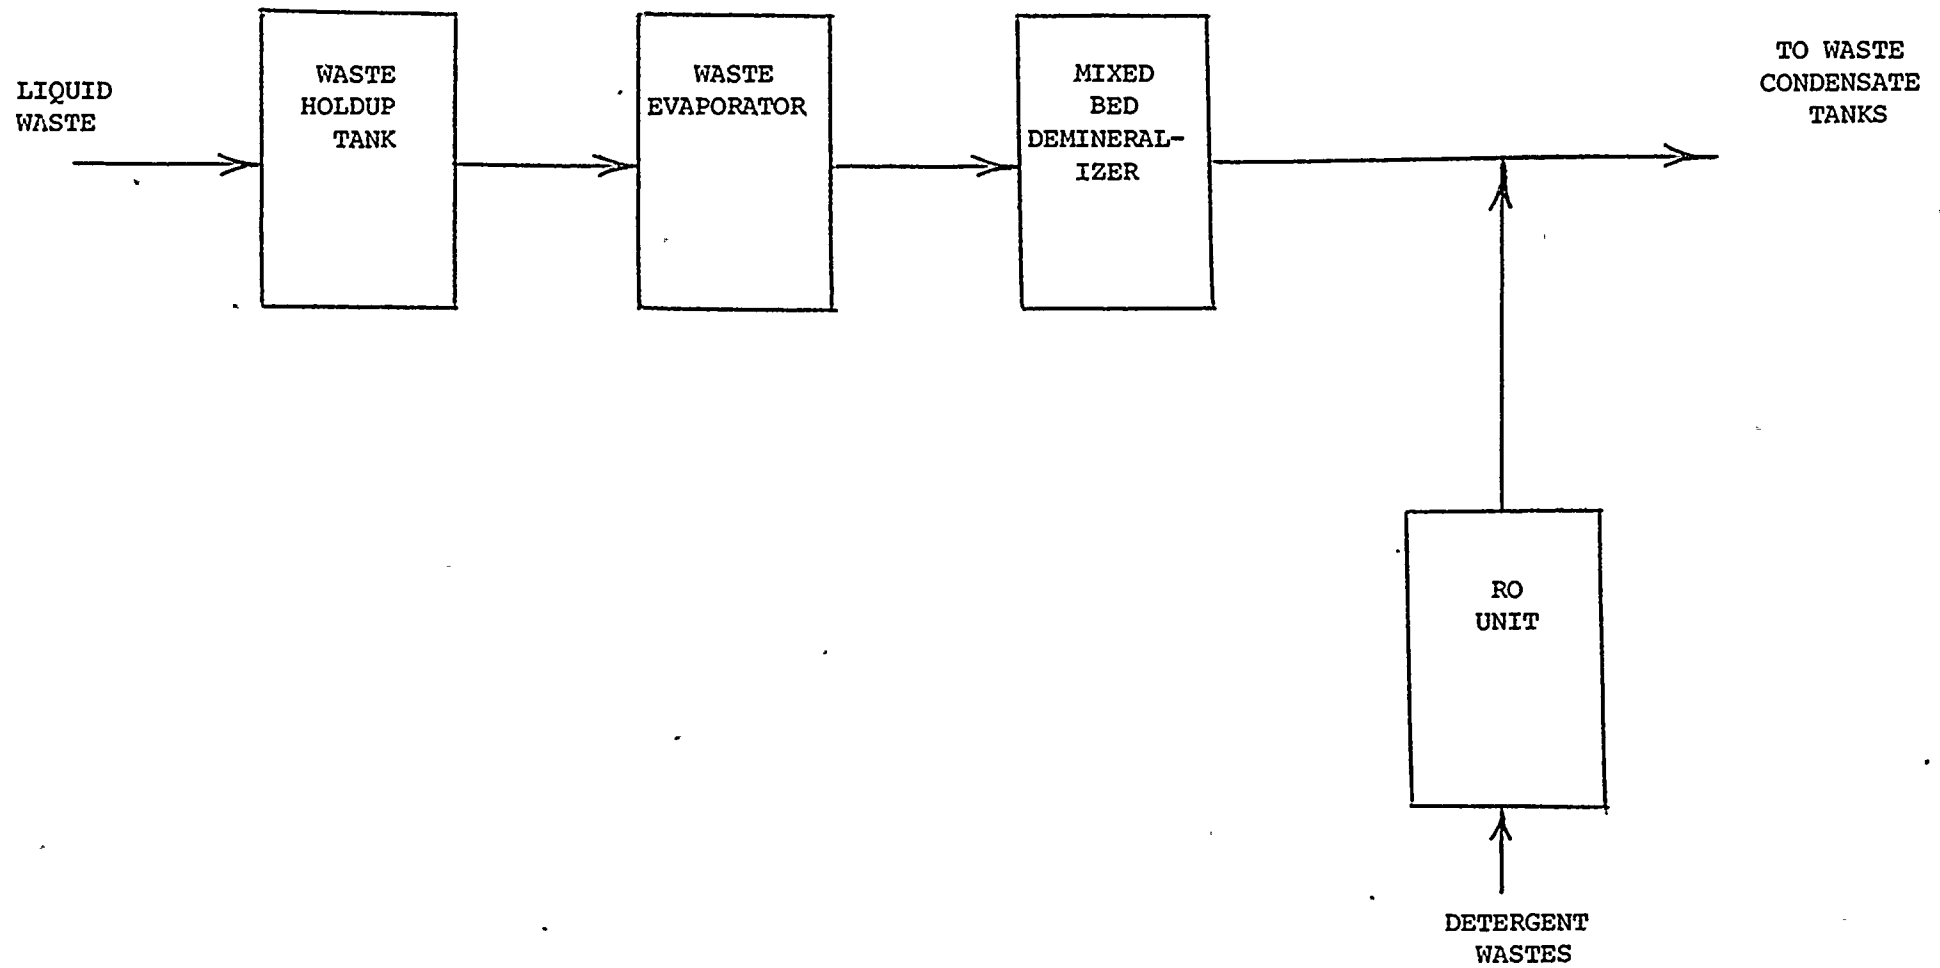 LIQUID
WASTE
WASTE
HOLDUP
TANK
WASTE
EVAPORATOR
MIXED
BED
DEMINERAL-
IZER
TO WASTE
CONDENSATE
TANKS
RO
UNIT
DETERGENT
WASTES